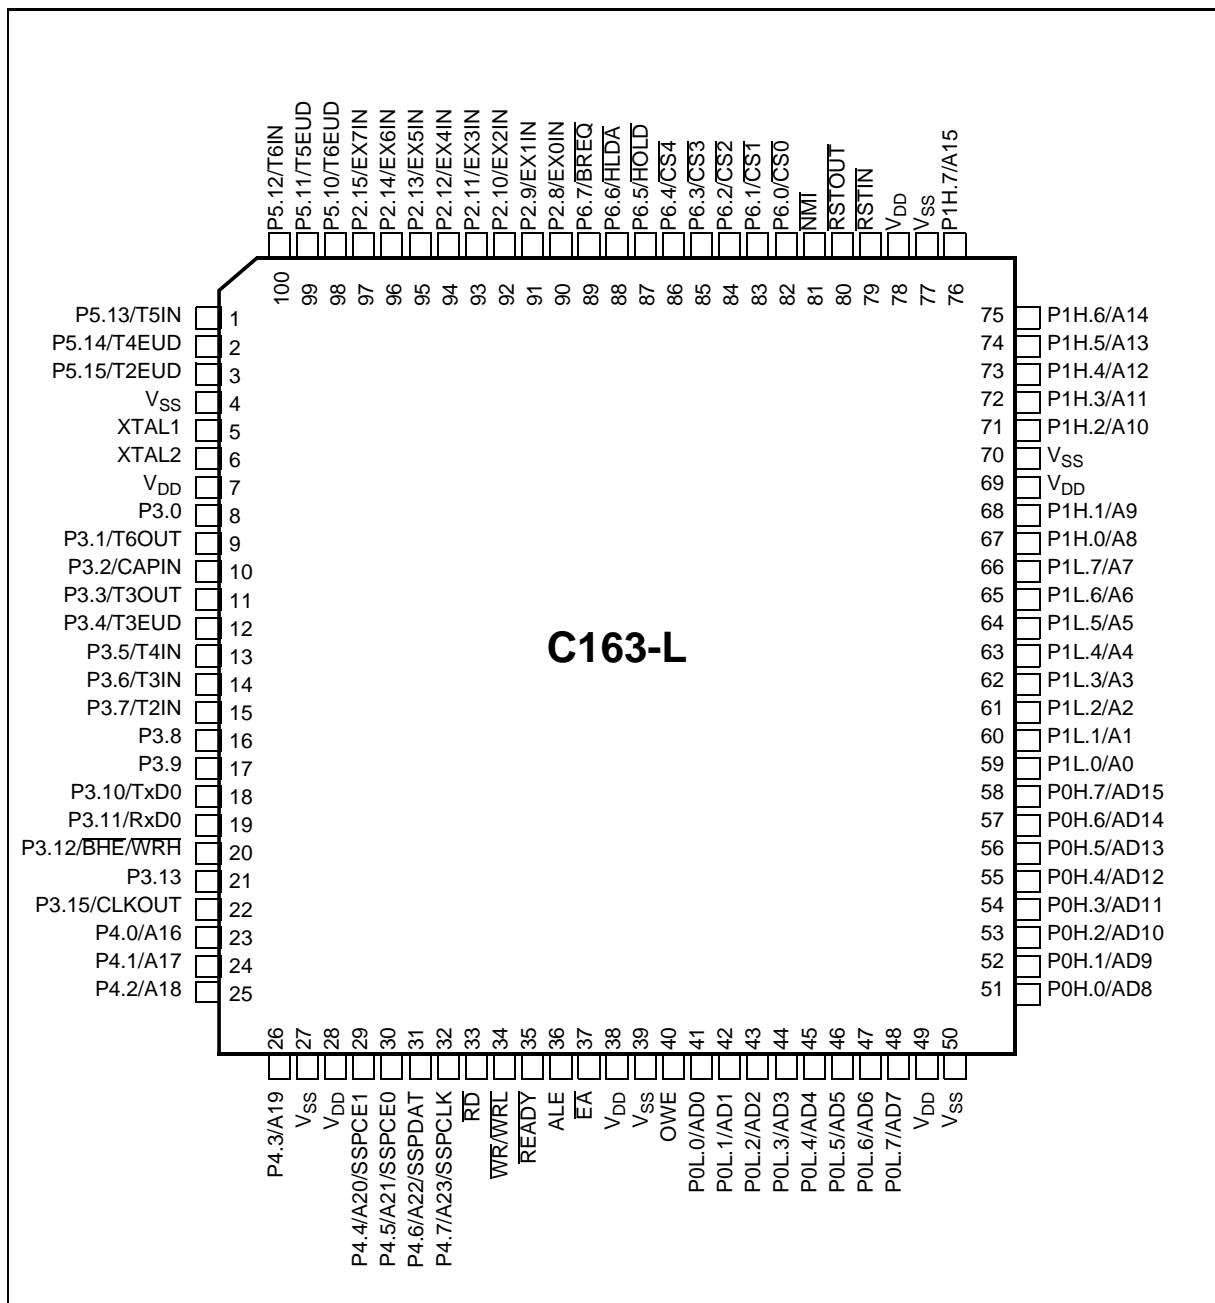 P5.12/T6IN
P5.11/T5EUD
P5.10/T6EUD
P2.15/EX7IN
P2.14/EX6IN
P2.13/EX5IN
P2.12/EX4IN
P2.11/EX3IN
P2.10/EX2IN
P2.9/EX1IN
P2.8/EX0IN
P6.7/BREQ
P6.6/HLDA
P6.5/HOLD
P6.4/CS4
P6.3/CS3
P6.2/CS2
P6.1/CS1
P6.0/CS0
NMI
RSTOUT
RSTIN
VDD
VSS
P1H.7/A15
100
99
98
97
96
95
94
93
92
91
90
89
88
87
86
85
84
83
82
81
80
79
78
77
76
P5.13/T5IN 1
P5.14/T4EUD 2
P5.15/T2EUD 3
VSS 4
XTAL1 5
XTAL2 6
VDD 7
P3.0 8
P3.1/T6OUT 9
P3.2/CAPIN 10
P3.3/T3OUT 11
P3.4/T3EUD 12
P3.5/T4IN 13
P3.6/T3IN 14
P3.7/T2IN 15
P3.8 16
P3.9 17
P3.10/TxD0 18
P3.11/RxD0 19
P3.12/BHE/WRH 20
P3.13 21
P3.15/CLKOUT 22
P4.0/A16 23
P4.1/A17 24
P4.2/A18 25
C163-L
75 P1H.6/A14
74 P1H.5/A13
73 P1H.4/A12
72 P1H.3/A11
71 P1H.2/A10
70 VSS
69 VDD
68 P1H.1/A9
67 P1H.0/A8
66 P1L.7/A7
65 P1L.6/A6
64 P1L.5/A5
63 P1L.4/A4
62 P1L.3/A3
61 P1L.2/A2
60 P1L.1/A1
59 P1L.0/A0
58 P0H.7/AD15
57 P0H.6/AD14
56 P0H.5/AD13
55 P0H.4/AD12
54 P0H.3/AD11
53 P0H.2/AD10
52 P0H.1/AD9
51 P0H.0/AD8
26
27
28
29
30
31
32
33
34
35
36
37
38
39
40
41
42
43
44
45
46
47
48
49
50
P4.3/A19
VSS
VDD
P4.4/A20/SSPCE1
P4.5/A21/SSPCE0
P4.6/A22/SSPDAT
P4.7/A23/SSPCLK
RD
WR/WRL
READY
ALE
EA
VDD
VSS
OWE
P0L.0/AD0
P0L.1/AD1
P0L.2/AD2
P0L.3/AD3
P0L.4/AD4
P0L.5/AD5
P0L.6/AD6
P0L.7/AD7
VDD
VSS